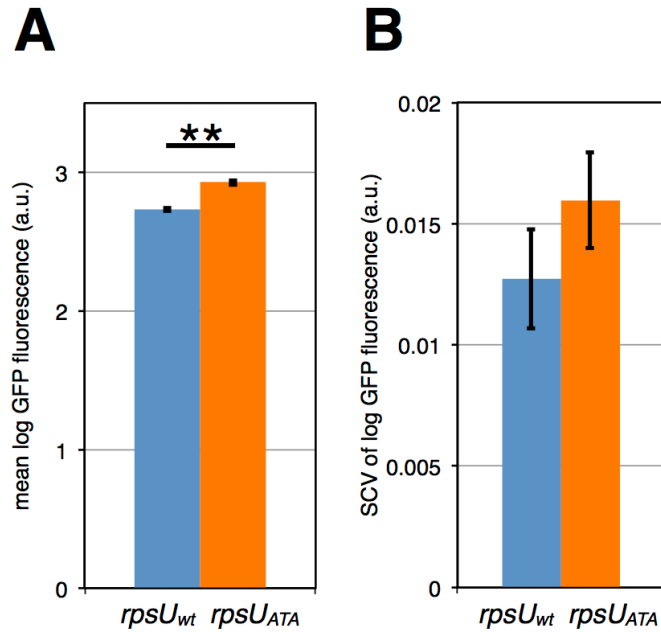 A
mean log GFP fluorescence (a.u.)
3
2
1
0
**
rpsUwt rpsUATA
B
SCV of log GFP fluorescence (a.u.)
0.02
0.015
0.01
0.005
0
rpsUwt rpsUATA